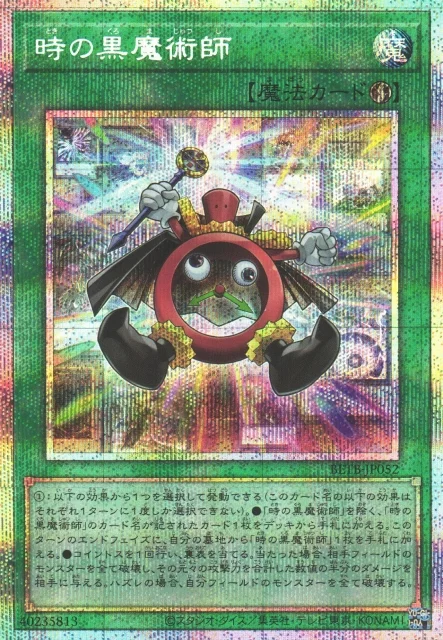 時の黒魔術師
魔
【魔法カード】
BETB-JP052
①：以下の効果から1つを選択して発動できる（このカード名の以下の効果は
それぞれ1ターンに1度しか選択できない）。●「時の黒魔術師」を除く、「時の
黒魔術師」のカード名が記されたカード1枚をデッキから手札に加える。この
ターンのエンドフェイズに、自分の墓地から「時の黒魔術師」1枚を手札に加
える。●コイントスを1回行い、裏表を当てる。当たった場合、相手フィールドの
モンスターを全て破壊し、その元々の攻撃力を合計した数値の半分のダメージを
相手に与える。ハズレの場合、自分フィールドのモンスターを全て破壊する。
40235813
©スタジオ・ダイス／集英社・テレビ東京・KONAMI